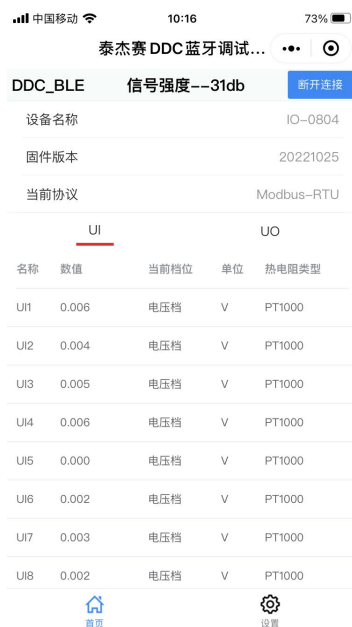 中国移动 10:16 73%
泰杰赛DDC蓝牙调试...
DDC_BLE 信号强度--31db 断开连接
设备名称 IO-0804
固件版本 20221025
当前协议 Modbus-RTU
UI UO
名称 数值 当前档位 单位 热电阻类型
UI1 0.006 电压档 V PT1000
UI2 0.004 电压档 V PT1000
UI3 0.005 电压档 V PT1000
UI4 0.006 电压档 V PT1000
UI5 0.000 电压档 V PT1000
UI6 0.002 电压档 V PT1000
UI7 0.003 电压档 V PT1000
UI8 0.002 电压档 V PT1000
首页 设置